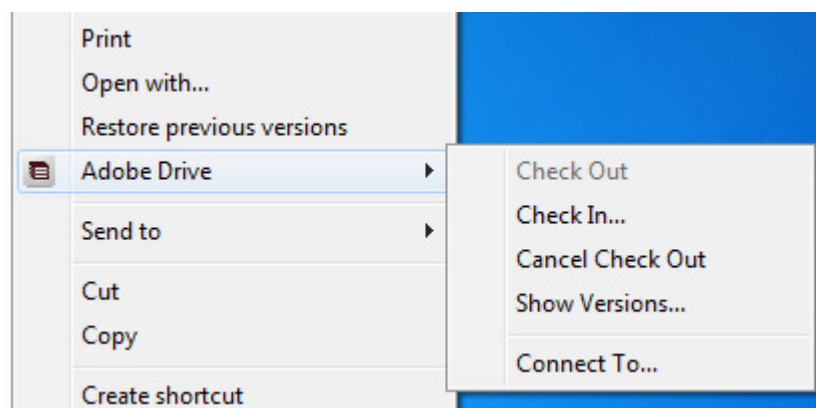 Print
Open with...
Restore previous versions
Adobe Drive
Send to
Cut
Copy
Create shortcut
Check Out
Check In...
Cancel Check Out
Show Versions...
Connect To...